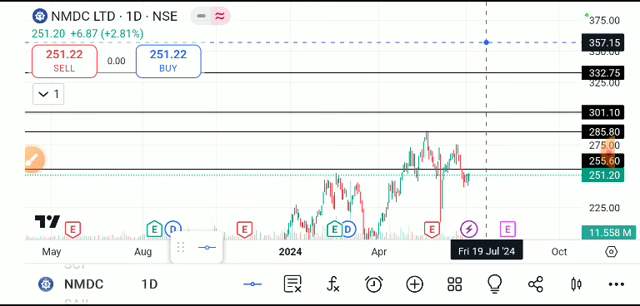 NMDC LTD · 1D · NSE
251.20 +6.87 (+2.81%)
251.22
SELL
0.00
251.22
BUY
1
375.00
357.15
325.00
332.75
301.10
285.80
275.00
255.60
251.20
225.00
11.558 M
E
E
D
E
E
D
E
E
May
Aug
2024
Apr
Fri 19 Jul '24
Oct
NMDC 1D